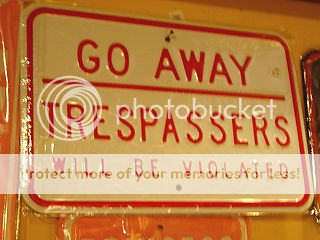 GO AWAY
TRESPASSERS
photobucket
WILL BE VIOLATED
Protect more of your memories for less!